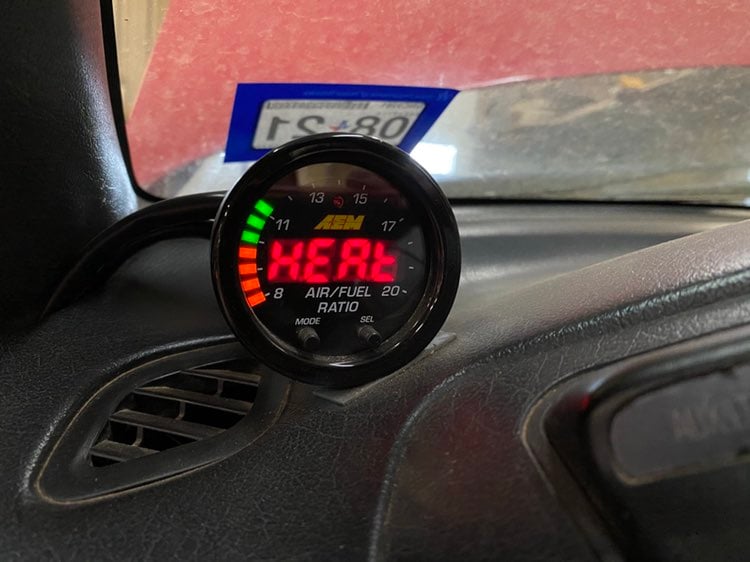 08 21
13 15
11 17
AEM
HEAt
8 AIR/FUEL 20
RATIO
MODE SEL